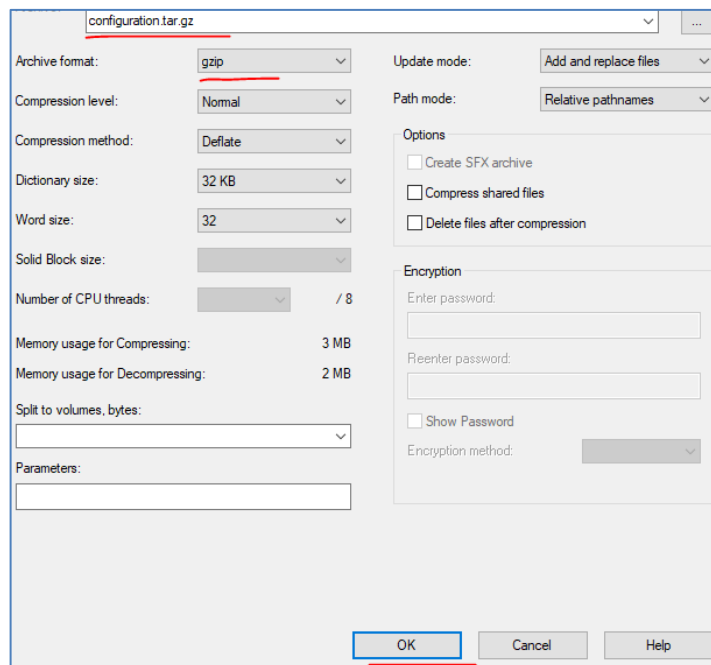 configuration.tar.gz
...
Archive format:
gzip
Update mode:
Add and replace files
Compression level:
Normal
Path mode:
Relative pathnames
Compression method:
Deflate
Options
Create SFX archive
Dictionary size:
32 KB
Compress shared files
Word size:
32
Delete files after compression
Solid Block size:
Encryption
Number of CPU threads:
/ 8
Enter password:
Memory usage for Compressing:
3 MB
Reenter password:
Memory usage for Decompressing:
2 MB
Split to volumes, bytes:
Show Password
Encryption method:
Parameters:
OK
Cancel
Help